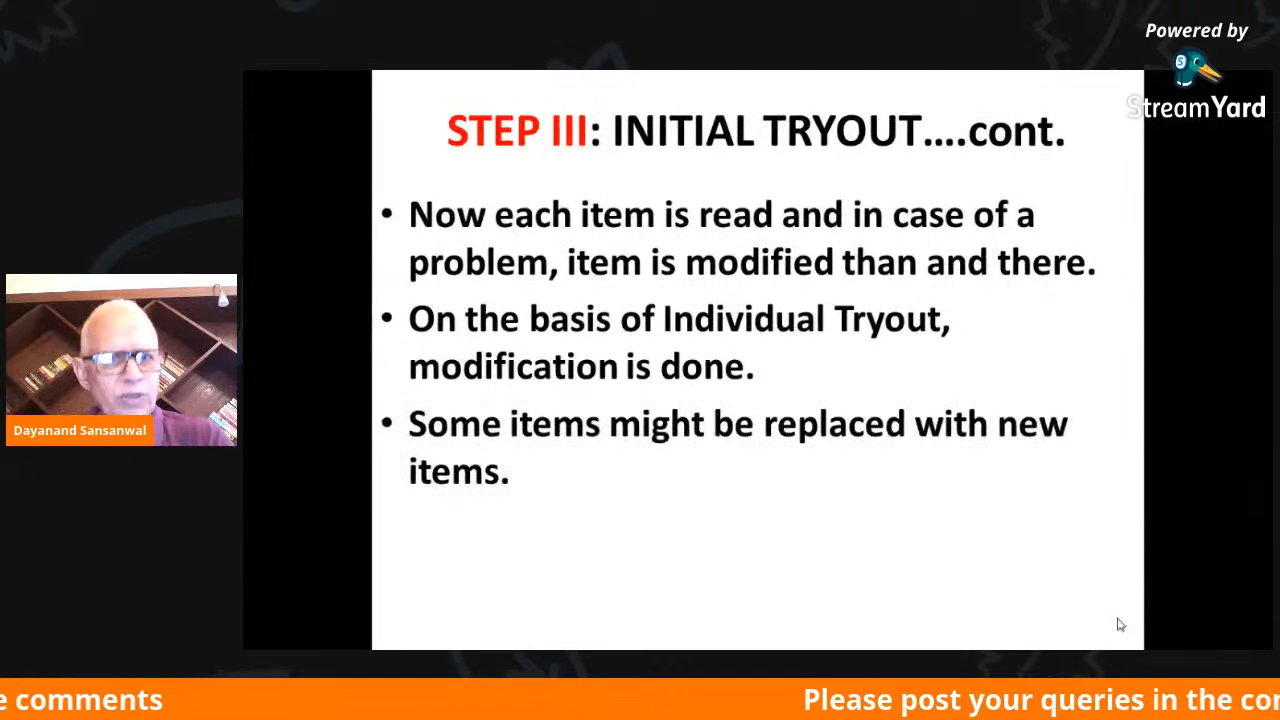 Powered by
StreamYard
STEP III: INITIAL TRYOUT....cont.
• Now each item is read and in case of a
problem, item is modified than and there.
• On the basis of Individual Tryout,
modification is done.
• Some items might be replaced with new
items.
Dayanand Sansanwal
comments
Please post your queries in the